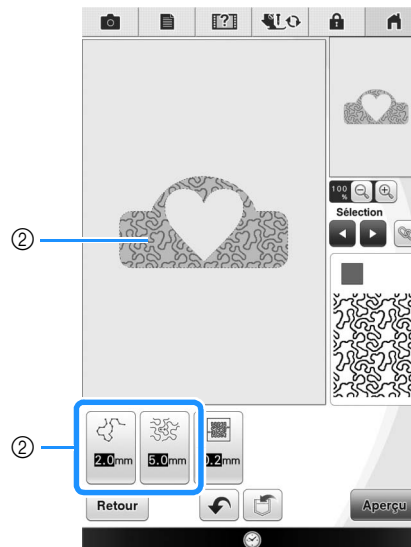 100
%
Sélection
②
②
2.0mm
5.0mm
0.2mm
Retour
Aperçu